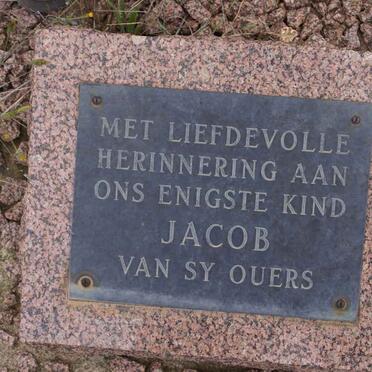 MET LIEFDEVOLLE
HERINNERING AAN
ONS ENIGSTE KIND
JACOB
VAN SY OUERS